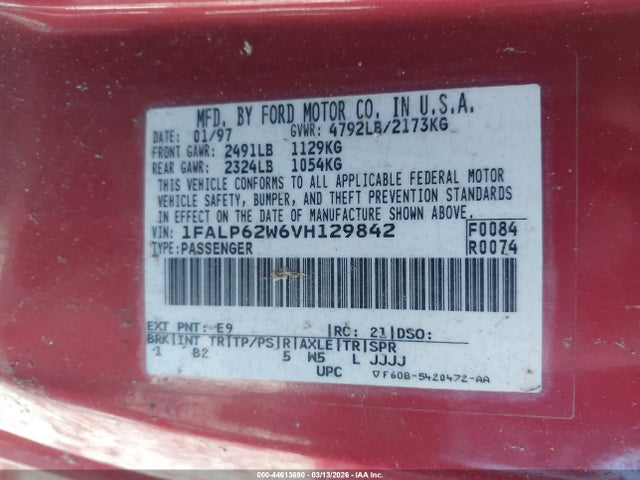 MFD. BY FORD MOTOR CO. IN U.S.A.
DATE: 01/97 GVWR: 4792LB/2173KG
FRONT GAWR: 2491LB 1129KG
REAR GAWR: 2324LB 1054KG
THIS VEHICLE CONFORMS TO ALL APPLICABLE FEDERAL MOTOR
VEHICLE SAFETY, BUMPER, AND THEFT PREVENTION STANDARDS
IN EFFECT ON THE DATE OF MANUFACTURE SHOWN ABOVE.
VIN: 1FALP62W6VH129842 F0084
TYPE: PASSENGER R0074
EXT PNT: E9 RC: 21 DSO:
BRK INT TR TP/PS R AXLE TR SPR
1 B2 5 W5 L JJJJ
UPC ▽F60B-5420472-AA
00-44613690 - 03/13/2026 - IAA Inc.